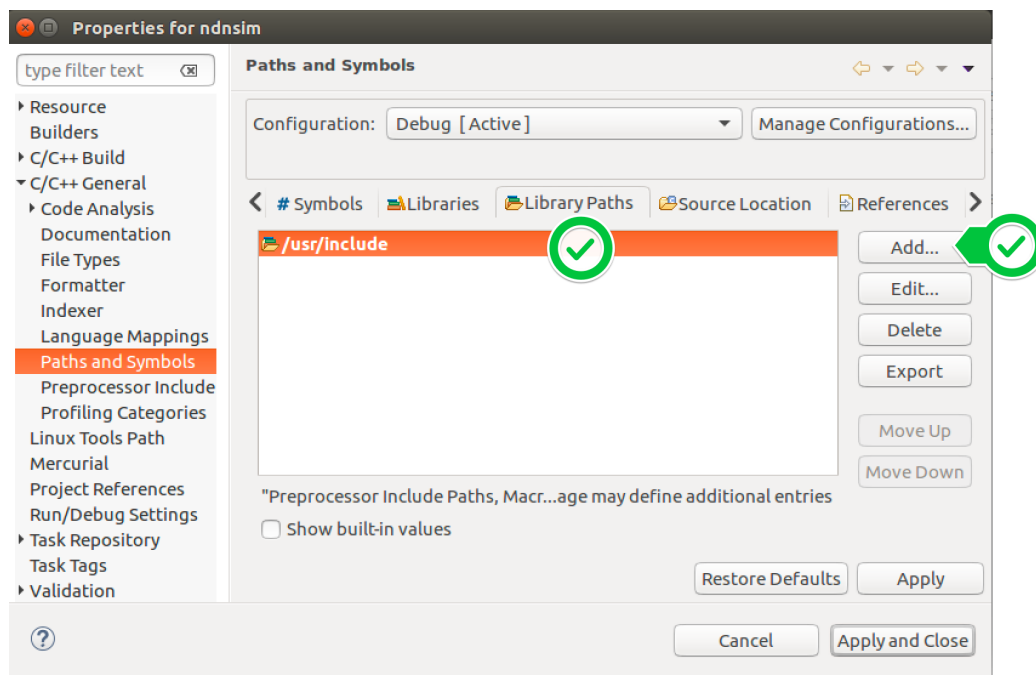 Properties for ndnsim
type filter text
Resource
Builders
C/C++ Build
C/C++ General
Code Analysis
Documentation
File Types
Formatter
Indexer
Language Mappings
Paths and Symbols
Preprocessor Include
Profiling Categories
Linux Tools Path
Mercurial
Project References
Run/Debug Settings
Task Repository
Task Tags
Validation
Paths and Symbols
Configuration: Debug [Active] Manage Configurations...
# Symbols Libraries Library Paths Source Location References
/usr/include
Add...
Edit...
Delete
Export
Move Up
Move Down
"Preprocessor Include Paths, Macr...age may define additional entries
Show built-in values
Restore Defaults Apply
? Cancel Apply and Close